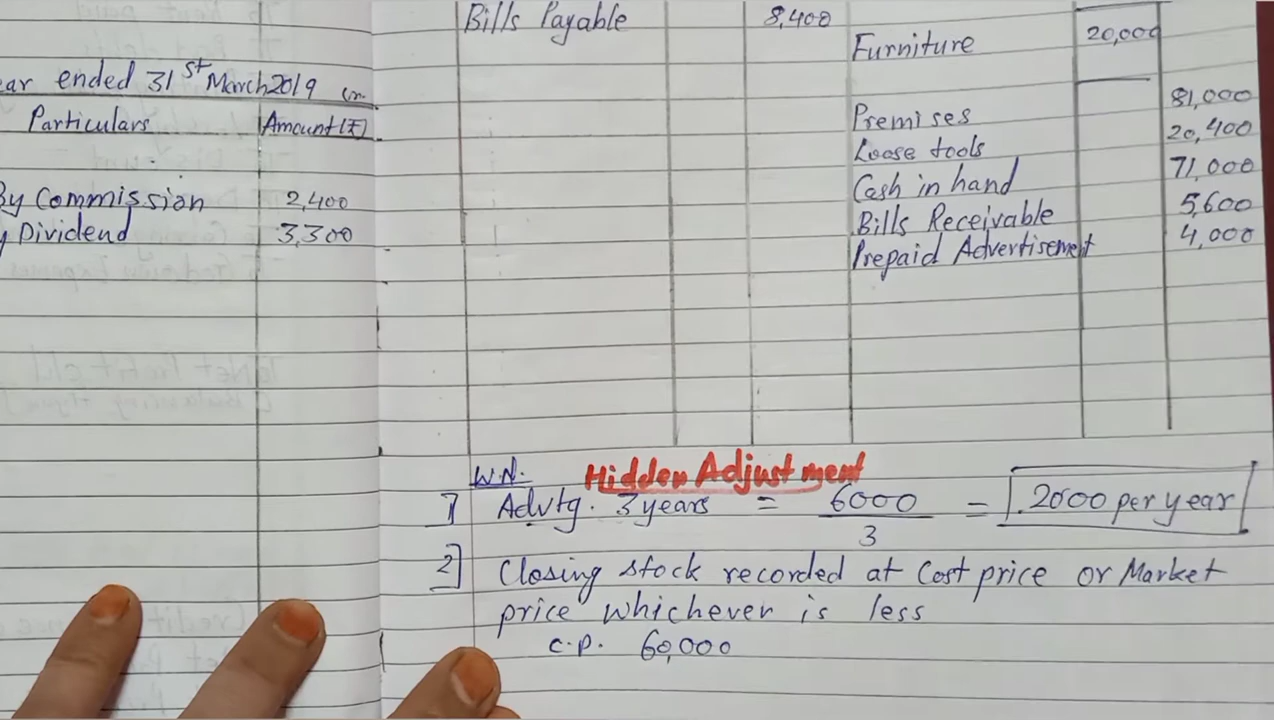 Bills Payable 8,400
Furniture 20,000
ear ended 31st March 2019 Cr.
Particulars Amount (₹)
By Commission 2,400
y Dividend 3,300
Premises 81,000
Loose tools 20,400
Cash in hand 71,000
Bills Receivable 5,600
Prepaid Advertisement 4,000
W.N. Hidden Adjustment
1] Advtg. 3 years = 6000/3 = 2000 per year
2] Closing stock recorded at Cost price or Market
price whichever is less
C.P. 60,000